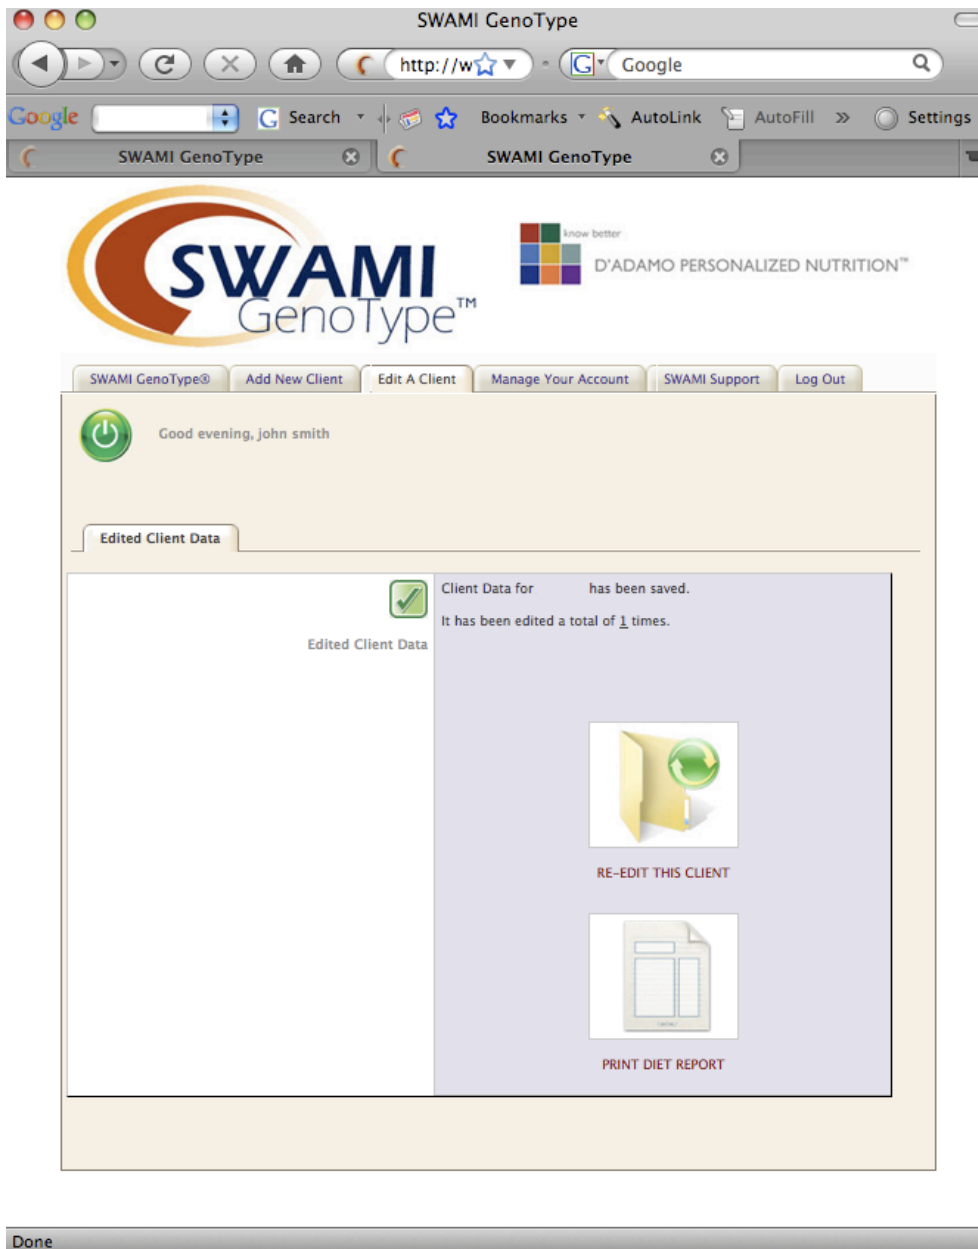 SWAMI GenoType
http://w
Google
Google Search Bookmarks AutoLink AutoFill » Settings
SWAMI GenoType SWAMI GenoType
SWAMI
GenoType™
know better
D'ADAMO PERSONALIZED NUTRITION™
SWAMI GenoType® Add New Client Edit A Client Manage Your Account SWAMI Support Log Out
Good evening, john smith
Edited Client Data
Client Data for has been saved.
It has been edited a total of 1 times.
Edited Client Data
RE-EDIT THIS CLIENT
PRINT DIET REPORT
Done